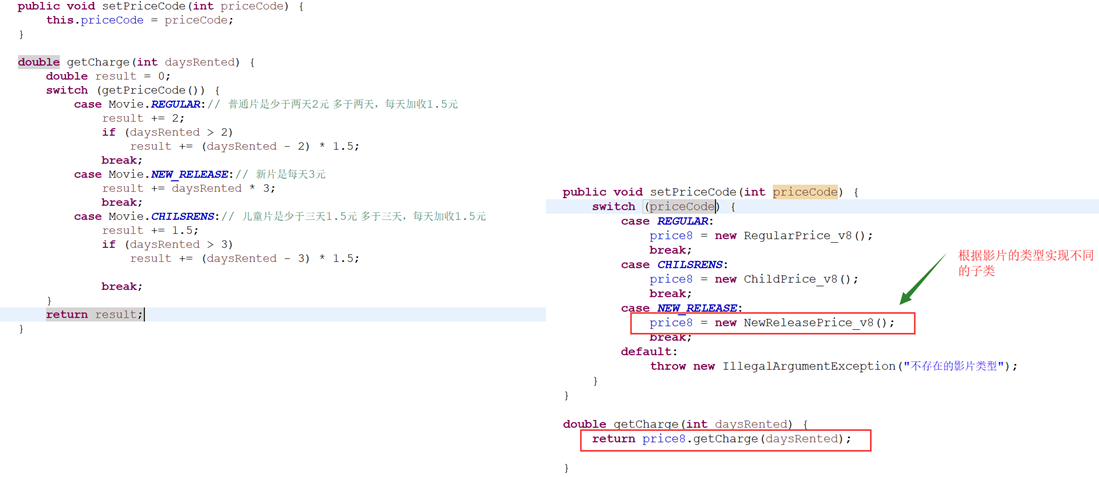 public void setPriceCode(int priceCode) {
this.priceCode = priceCode;
}
double getCharge(int daysRented) {
double result = 0;
switch (getPriceCode()) {
case Movie.REGULAR:// 普通片是少于两天2元 多于两天，每天加收1.5元
result += 2;
if (daysRented > 2)
result += (daysRented - 2) * 1.5;
break;
case Movie.NEW_RELEASE:// 新片是每天3元
result += daysRented * 3;
break;
case Movie.CHILSRENS:// 儿童片是少于三天1.5元 多于三天，每天加收1.5元
result += 1.5;
if (daysRented > 3)
result += (daysRented - 3) * 1.5;
break;
}
return result;
}
public void setPriceCode(int priceCode) {
switch (priceCode) {
case REGULAR:
price8 = new RegularPrice_v8();
break;
case CHILSRENS:
price8 = new ChildPrice_v8();
break;
case NEW_RELEASE:
price8 = new NewReleasePrice_v8();
break;
default:
throw new IllegalArgumentException("不存在的影片类型");
}
}
double getCharge(int daysRented) {
return price8.getCharge(daysRented);
}
根据影片的类型实现不同
的子类